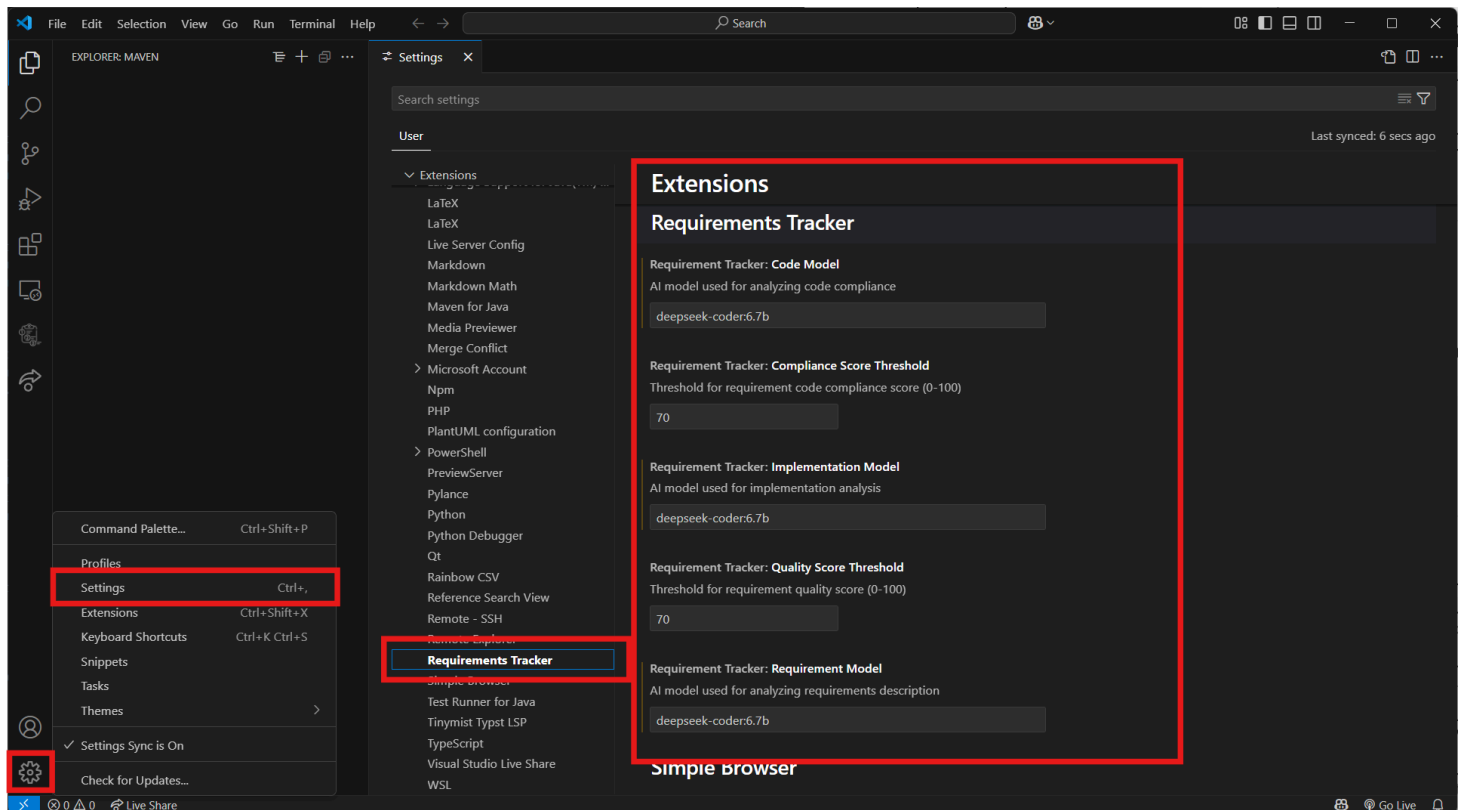 File Edit Selection View Go Run Terminal Help
Search
EXPLORER: MAVEN
Settings
Search settings
User
Last synced: 6 secs ago
Extensions
LaTeX
LaTeX
Live Server Config
Markdown
Markdown Math
Maven for Java
Media Previewer
Merge Conflict
Microsoft Account
Npm
PHP
PlantUML configuration
PowerShell
PreviewServer
Pylance
Python
Python Debugger
Qt
Rainbow CSV
Reference Search View
Remote - SSH
Remote Explorer
Requirements Tracker
Simple Browser
Test Runner for Java
Tinymist Typst LSP
TypeScript
Visual Studio Live Share
WSL
Extensions
Requirements Tracker
Requirement Tracker: Code Model
AI model used for analyzing code compliance
deepseek-coder:6.7b
Requirement Tracker: Compliance Score Threshold
Threshold for requirement code compliance score (0-100)
70
Requirement Tracker: Implementation Model
AI model used for implementation analysis
deepseek-coder:6.7b
Requirement Tracker: Quality Score Threshold
Threshold for requirement quality score (0-100)
70
Requirement Tracker: Requirement Model
AI model used for analyzing requirements description
deepseek-coder:6.7b
Simple Browser
Command Palette... Ctrl+Shift+P
Profiles
Settings Ctrl+,
Extensions Ctrl+Shift+X
Keyboard Shortcuts Ctrl+K Ctrl+S
Snippets
Tasks
Themes
Settings Sync is On
Check for Updates...
0 0 Live Share
Go Live